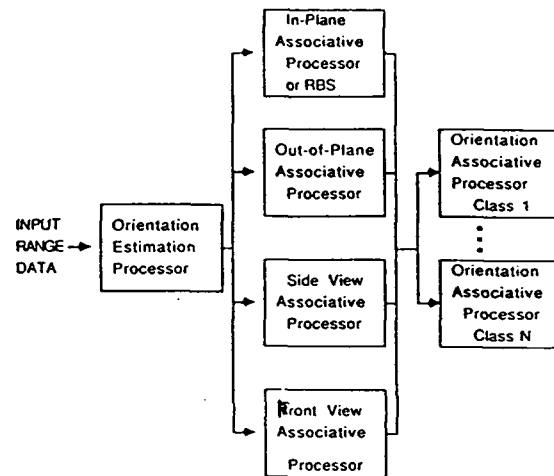 In-Plane
Associative
Processor
or RBS
Out-of-Plane
Associative
Processor
Orientation
Associative
Processor
Class 1
INPUT
RANGE
DATA
Orientation
Estimation
Processor
Side View
Associative
Processor
Orientation
Associative
Processor
Class N
Front View
Associative
Processor